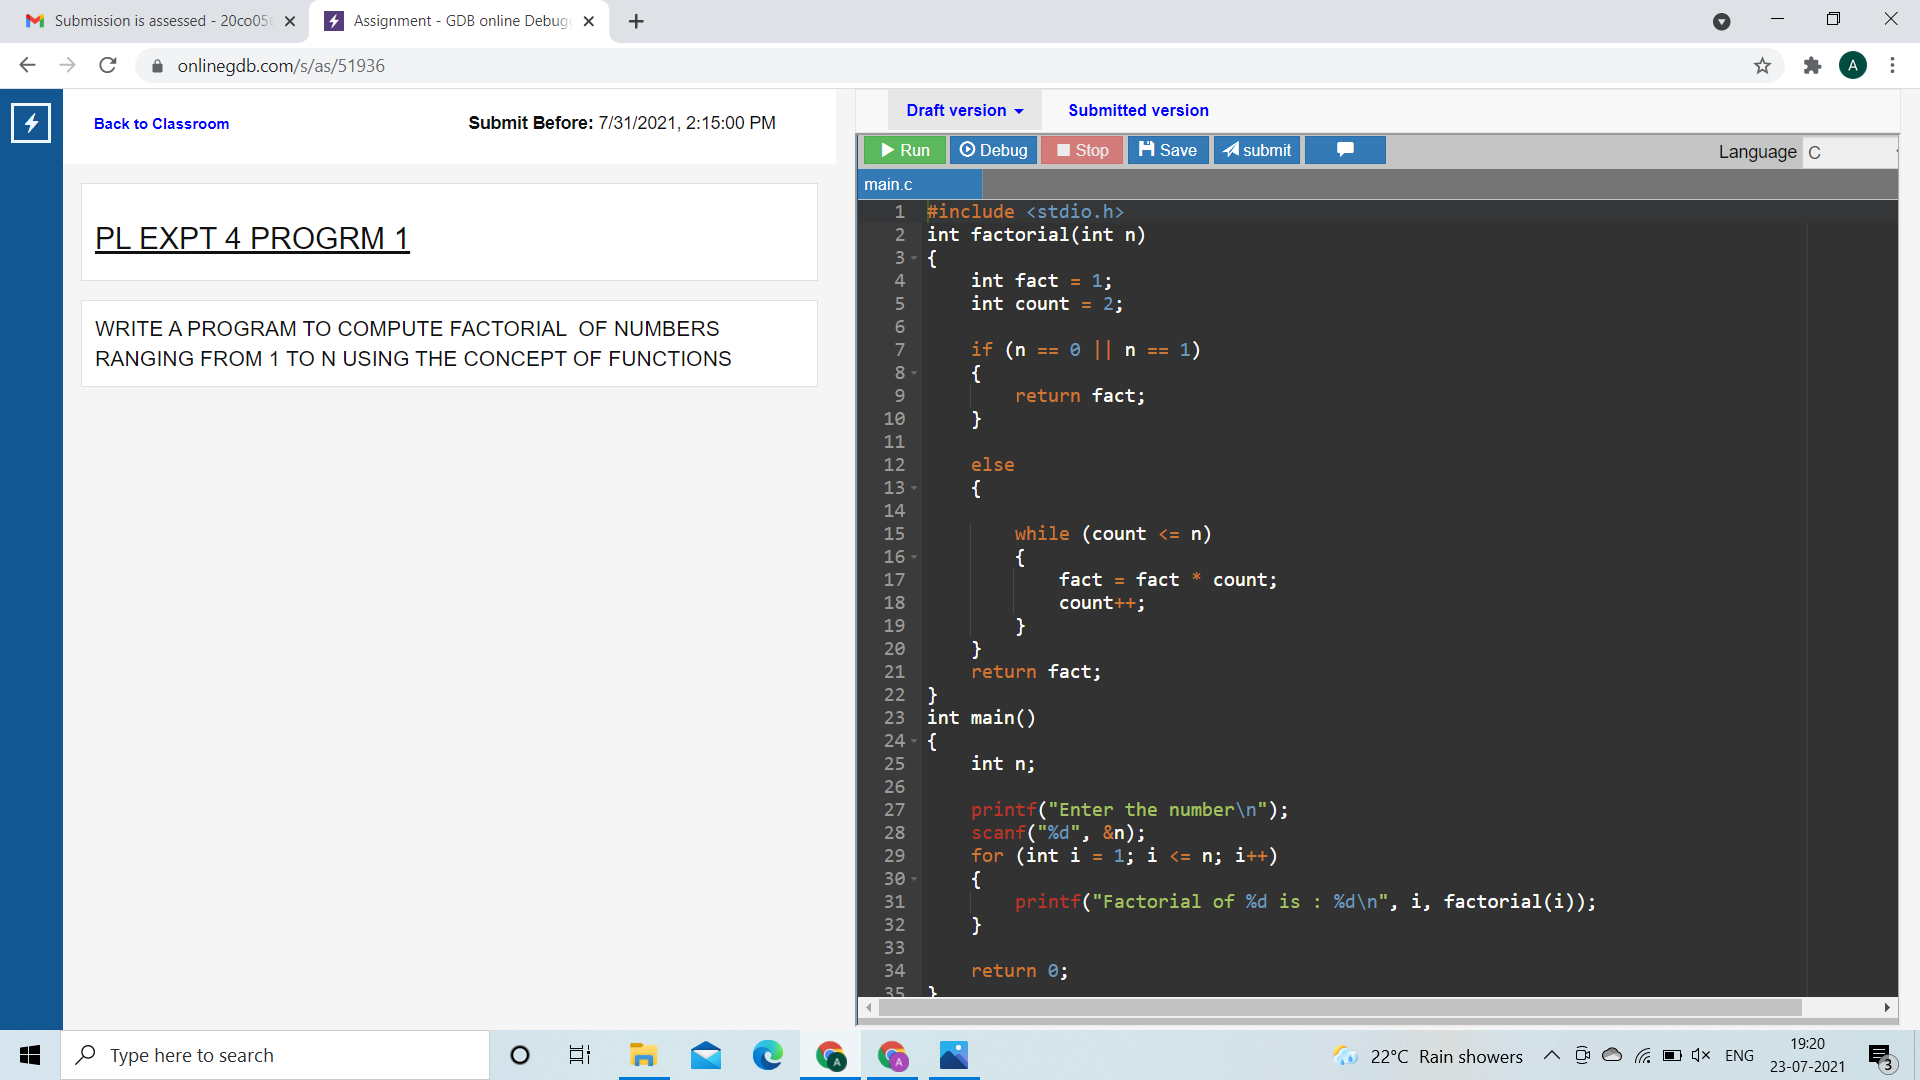 Submission is assessed - 20co05
Assignment - GDB online Debug
onlinegdb.com/s/as/51936
A
Back to Classroom
Submit Before: 7/31/2021, 2:15:00 PM
PL EXPT 4 PROGRM 1
WRITE A PROGRAM TO COMPUTE FACTORIAL  OF NUMBERS
RANGING FROM 1 TO N USING THE CONCEPT OF FUNCTIONS
Draft version
Submitted version
Run
Debug
Stop
Save
submit
Language C
main.c
1 #include <stdio.h>
2 int factorial(int n)
3 {
4     int fact = 1;
5     int count = 2;
6
7     if (n == 0 || n == 1)
8     {
9         return fact;
10     }
11
12     else
13     {
14
15         while (count <= n)
16         {
17             fact = fact * count;
18             count++;
19         }
20     }
21     return fact;
22 }
23 int main()
24 {
25     int n;
26
27     printf("Enter the number\n");
28     scanf("%d", &n);
29     for (int i = 1; i <= n; i++)
30     {
31         printf("Factorial of %d is : %d\n", i, factorial(i));
32     }
33
34     return 0;
35 }
Type here to search
A
A
22°C Rain showers
ENG
19:20
23-07-2021
3